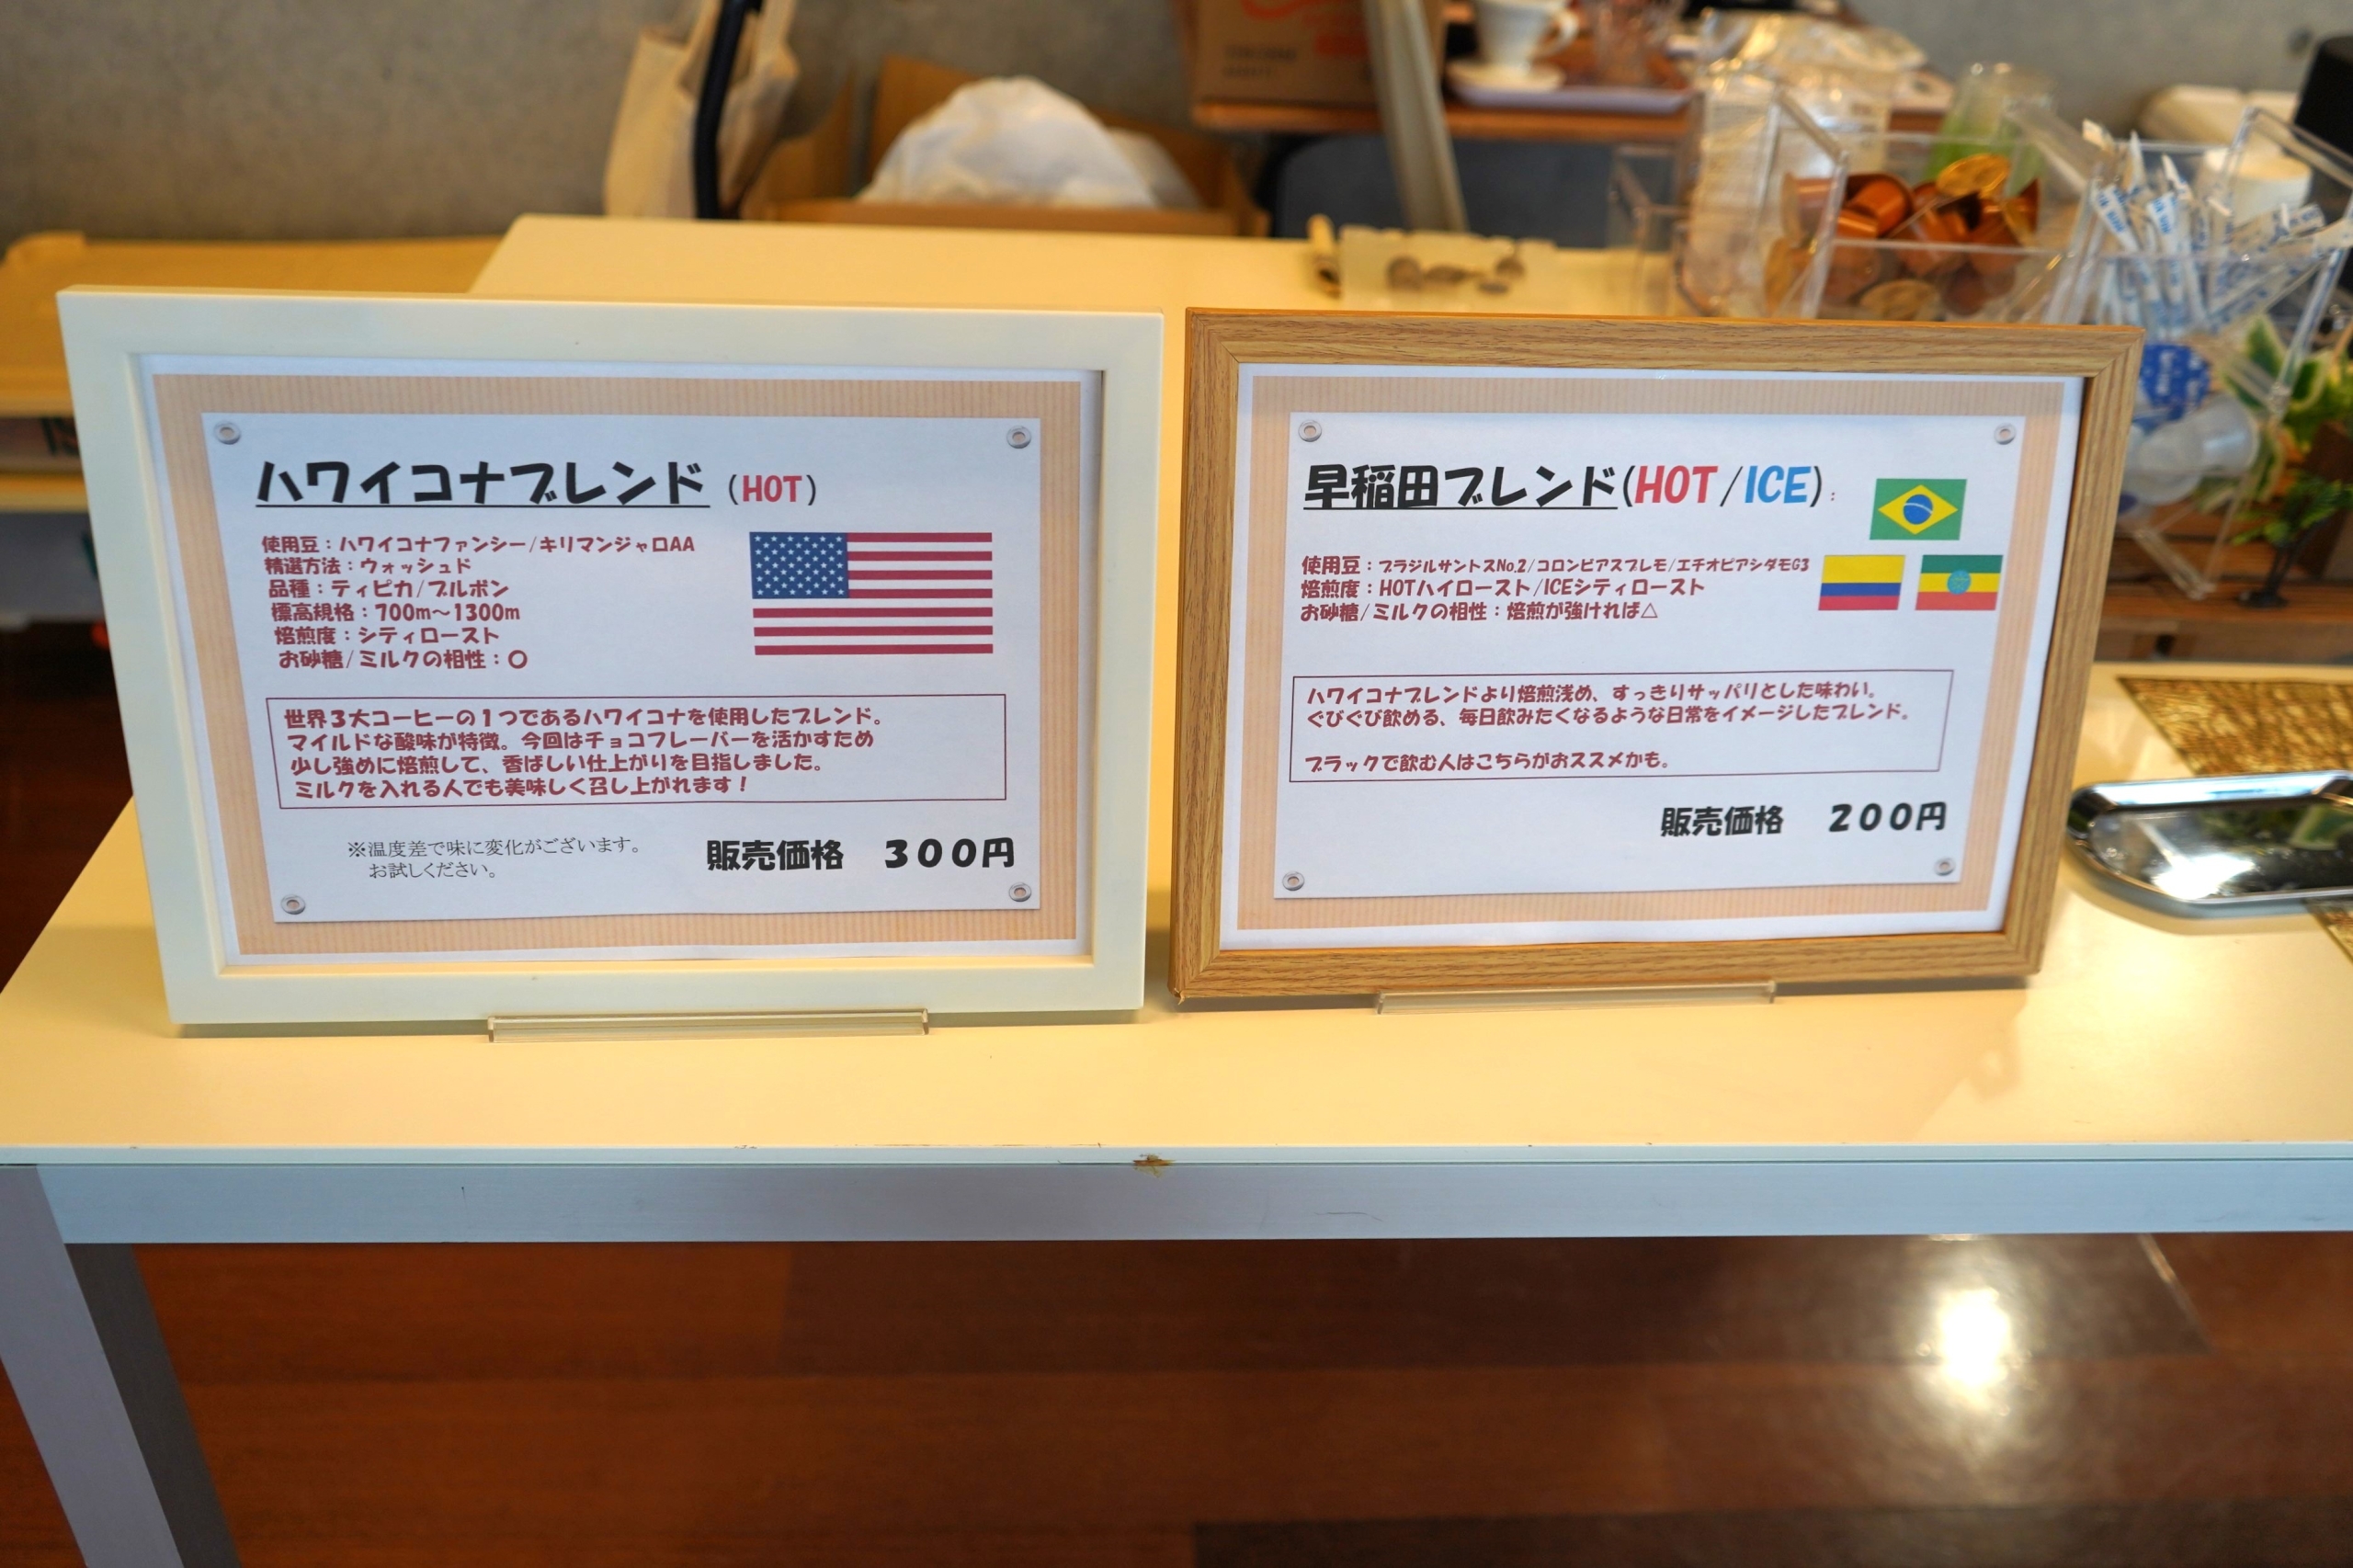 ハワイコナブレンド (HOT)
使用豆：ハワイコナファンシー/キリマンジャロAA
精選方法：ウォッシュド
品種：ティピカ/ブルボン
標高規格：700m～1300m
焙煎度：シティロースト
お砂糖/ミルクの相性：〇
世界３大コーヒーの１つであるハワイコナを使用したブレンド。
マイルドな酸味が特徴。今回はチョコフレーバーを活かすため
少し強めに焙煎して、香ばしい仕上がりを目指しました。
ミルクを入れる人でも美味しく召し上がれます！
※温度差で味に変化がございます。
お試しください。
販売価格　３００円
早稲田ブレンド(HOT/ICE)：
使用豆：ブラジルサントスNo.2/コロンビアスプレモ/エチオピアシダモG3
焙煎度：HOTハイロースト/ICEシティロースト
お砂糖/ミルクの相性：焙煎が強ければ△
ハワイコナブレンドより焙煎浅め、すっきりサッパリとした味わい。
ぐびぐび飲める、毎日飲みたくなるような日常をイメージしたブレンド。
ブラックで飲む人はこちらがおススメかも。
販売価格　２００円